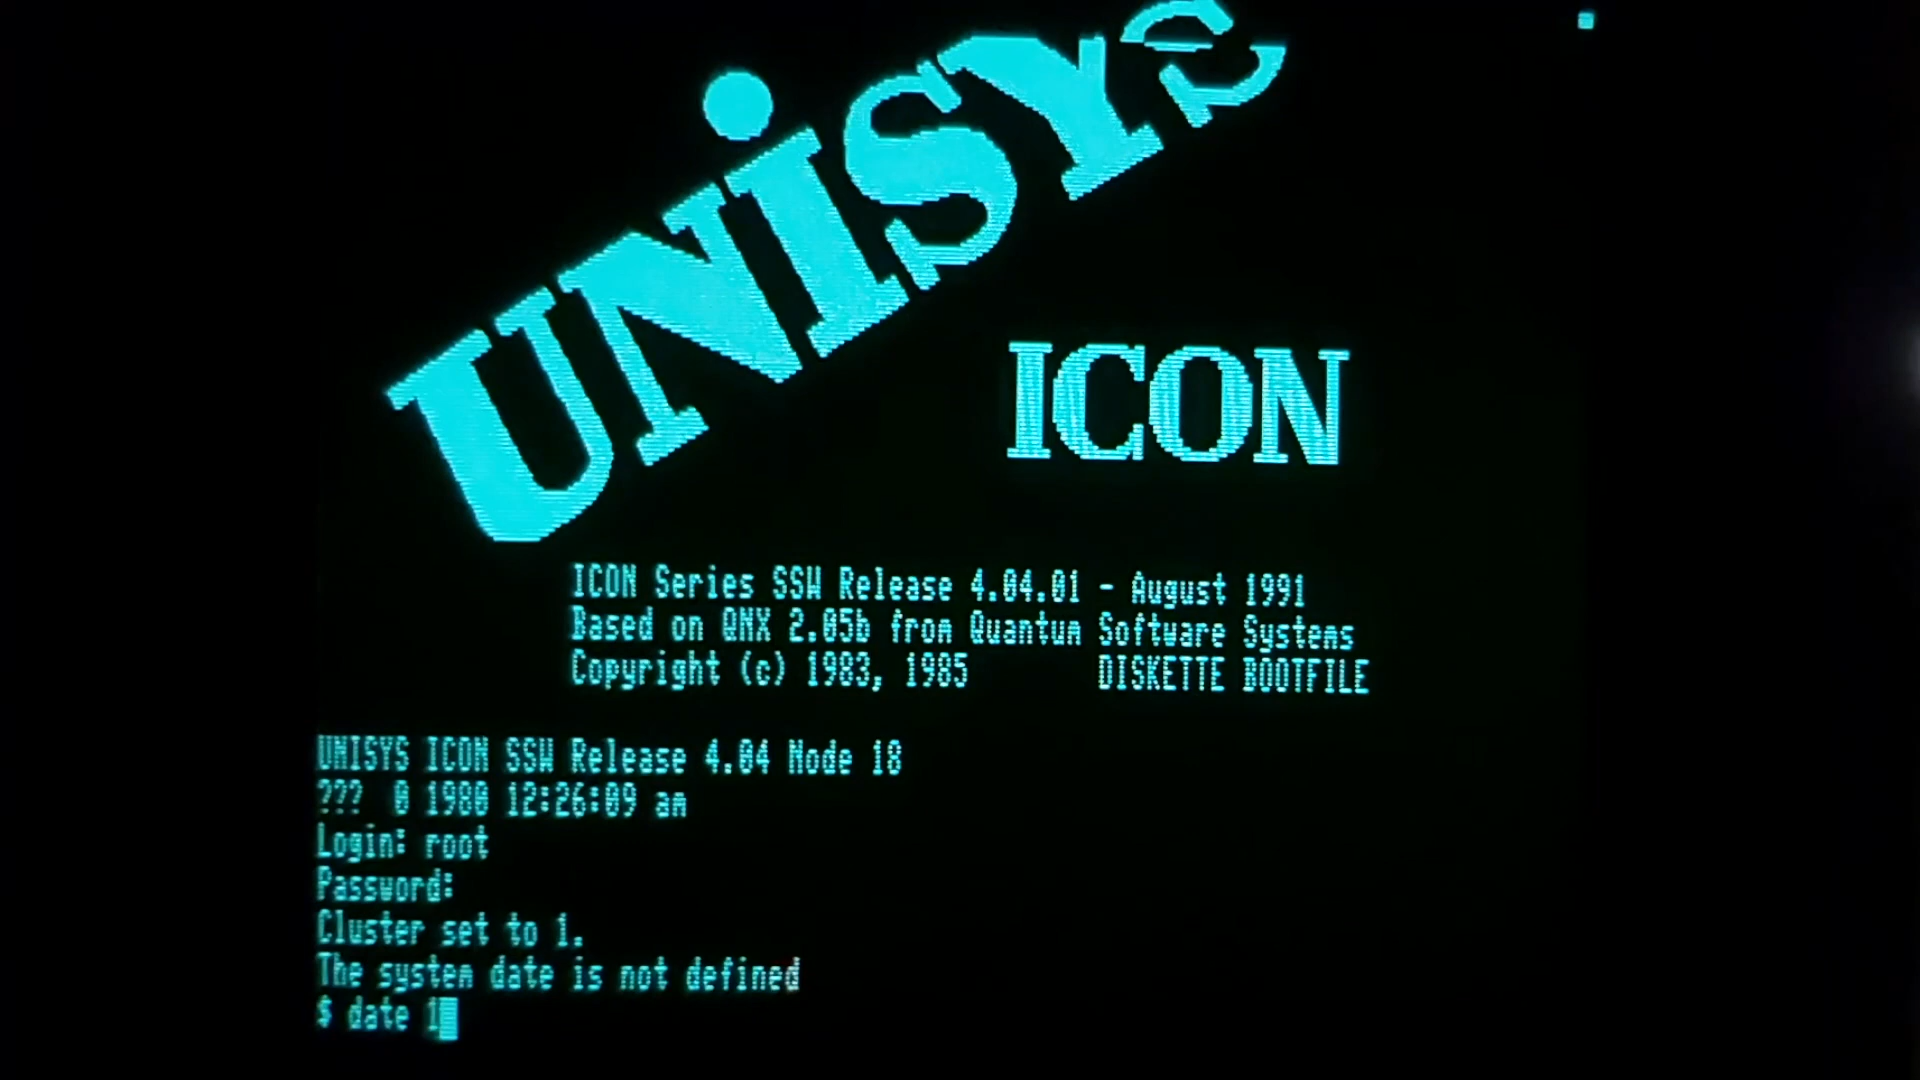 UNiSYS
ICON
ICON Series SSW Release 4.04.01 - August 1991
Based on QNX 2.05b from Quantum Software Systems
Copyright (c) 1983, 1985 DISKETTE BOOTFILE
UNISYS ICON SSW Release 4.04 Node 18
??? 0 1980 12:26:09 am
Login: root
Password:
Cluster set to 1.
The system date is not defined
$ date 1